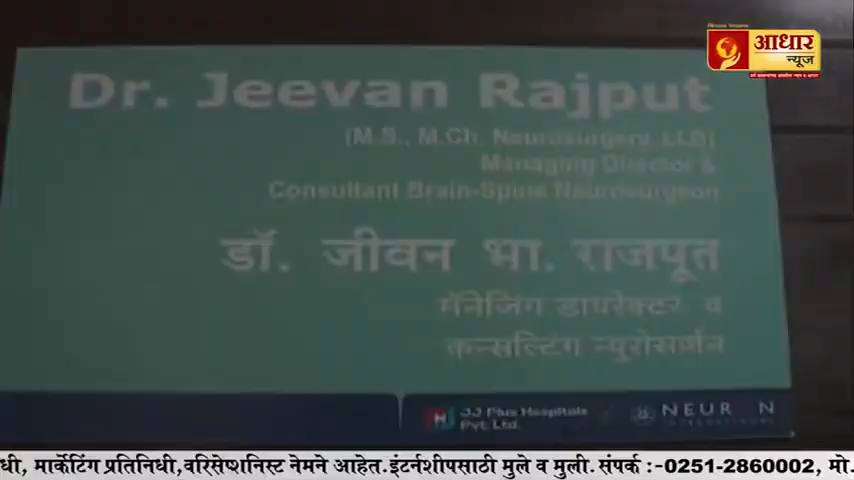 आधार
न्यूज
Dr. Jeevan Rajput
(M.S., M.Ch. Neurosurgery, LLB)
Managing Director &
Consultant Brain-Spine Neurosurgeon
डॉ. जीवन भा. राजपूत
मॅनेजिंग डायरेक्टर व
कन्सल्टिंग न्युरोसर्जन
JJ Plus Hospitals
Pvt. Ltd.
NEUR N
धी, मार्केटिंग प्रतिनिधी,वरिसेप्शनिस्ट नेमने आहेत.इंटर्नशीपसाठी मुले व मुली.संपर्क :-0251-2860002, मो.